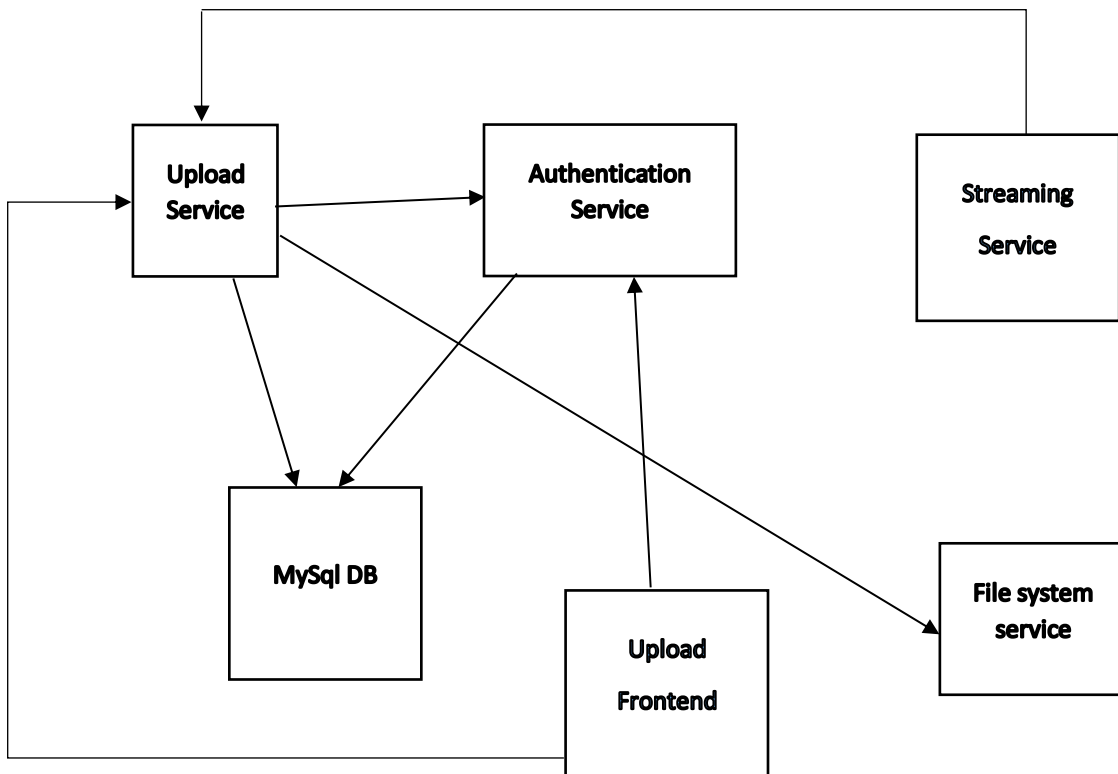 Upload
Service
Authentication
Service
Streaming
Service
MySql DB
File system
service
Upload
Frontend